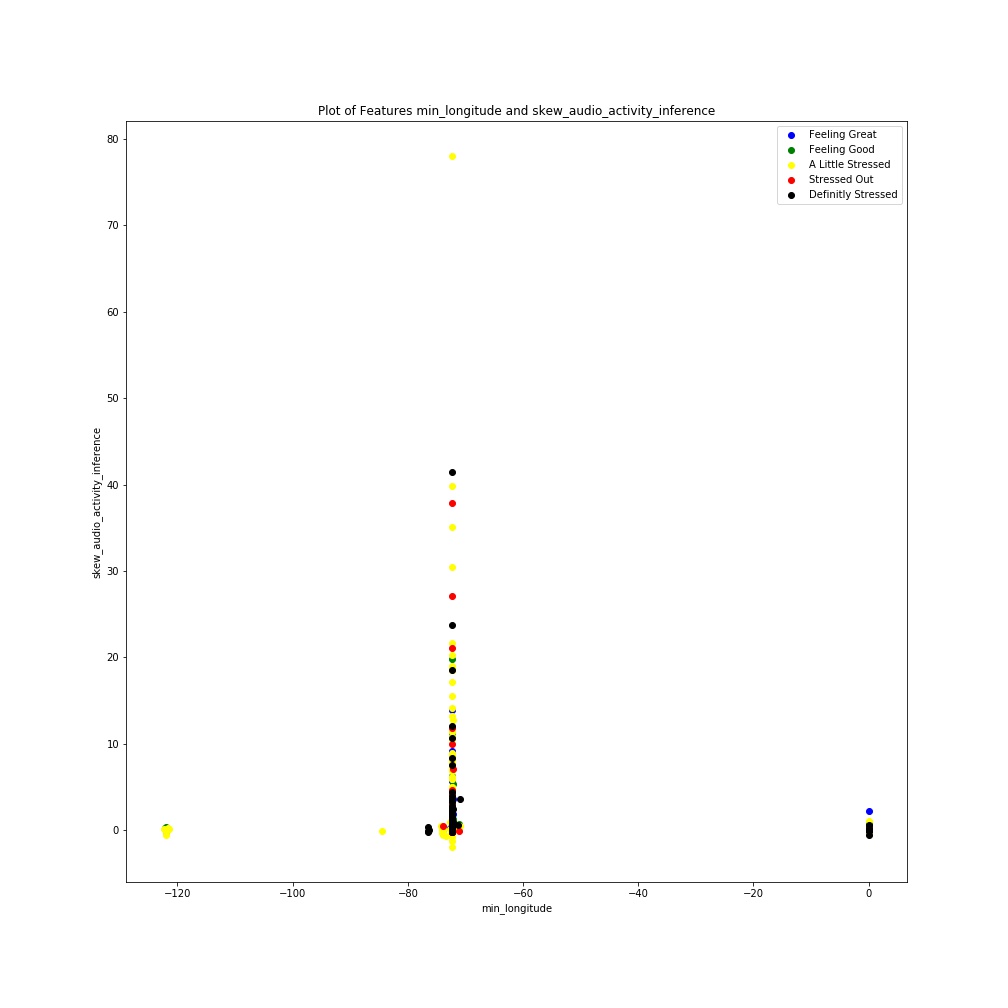 Plot of Features min_longitude and skew_audio_activity_inference
Feeling Great
Feeling Good
A Little Stressed
Stressed Out
Definitly Stressed
80
70
60
50
40
30
20
10
0
skew_audio_activity_inference
−120
−100
−80
−60
−40
−20
0
min_longitude